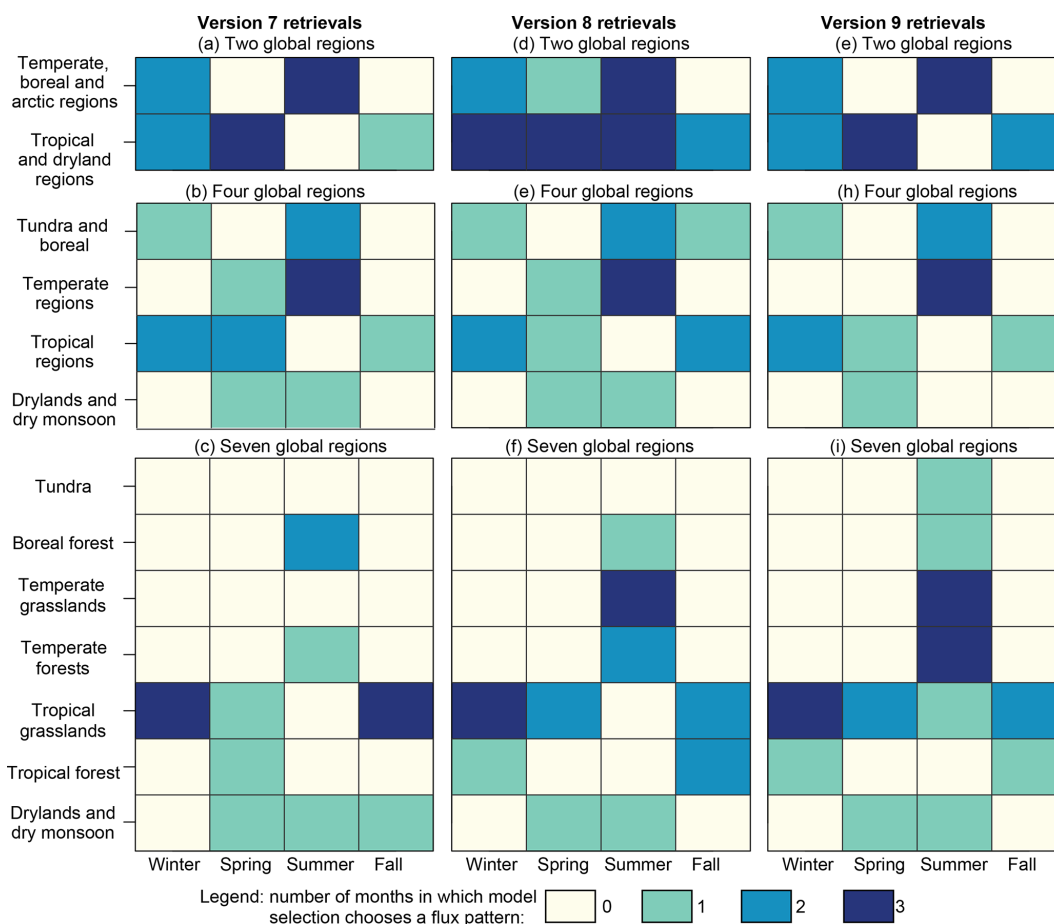 Version 7 retrievals
Version 8 retrievals
Version 9 retrievals
(a) Two global regions
(d) Two global regions
(e) Two global regions
Temperate,
boreal and
arctic regions
Tropical
and dryland
regions
(b) Four global regions
(e) Four global regions
(h) Four global regions
Tundra and
boreal
Temperate
regions
Tropical
regions
Drylands and
dry monsoon
(c) Seven global regions
(f) Seven global regions
(i) Seven global regions
Tundra
Boreal forest
Temperate
grasslands
Temperate
forests
Tropical
grasslands
Tropical forest
Drylands and
dry monsoon
Winter Spring Summer Fall
Winter Spring Summer Fall
Winter Spring Summer Fall
Legend: number of months in which model
selection chooses a flux pattern:
0 1 2 3